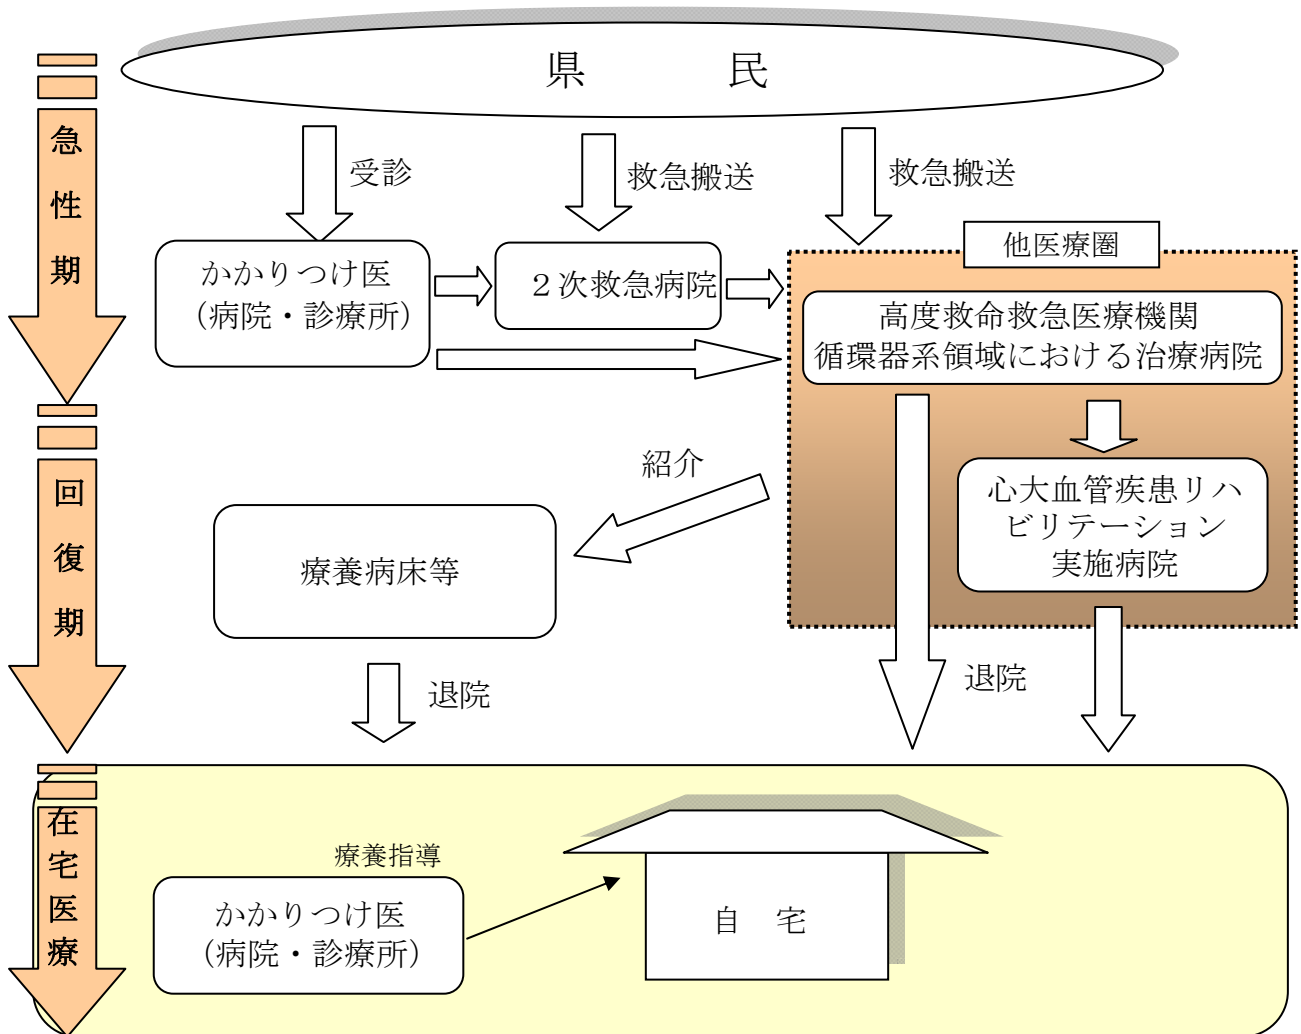 県 民
急性期
受診
救急搬送
救急搬送
他医療圏
かかりつけ医
（病院・診療所）
２次救急病院
高度救命救急医療機関
循環器系領域における治療病院
回復期
紹介
心大血管疾患リハ
ビリテーション
実施病院
療養病床等
退院
退院
在宅医療
療養指導
かかりつけ医
（病院・診療所）
自 宅